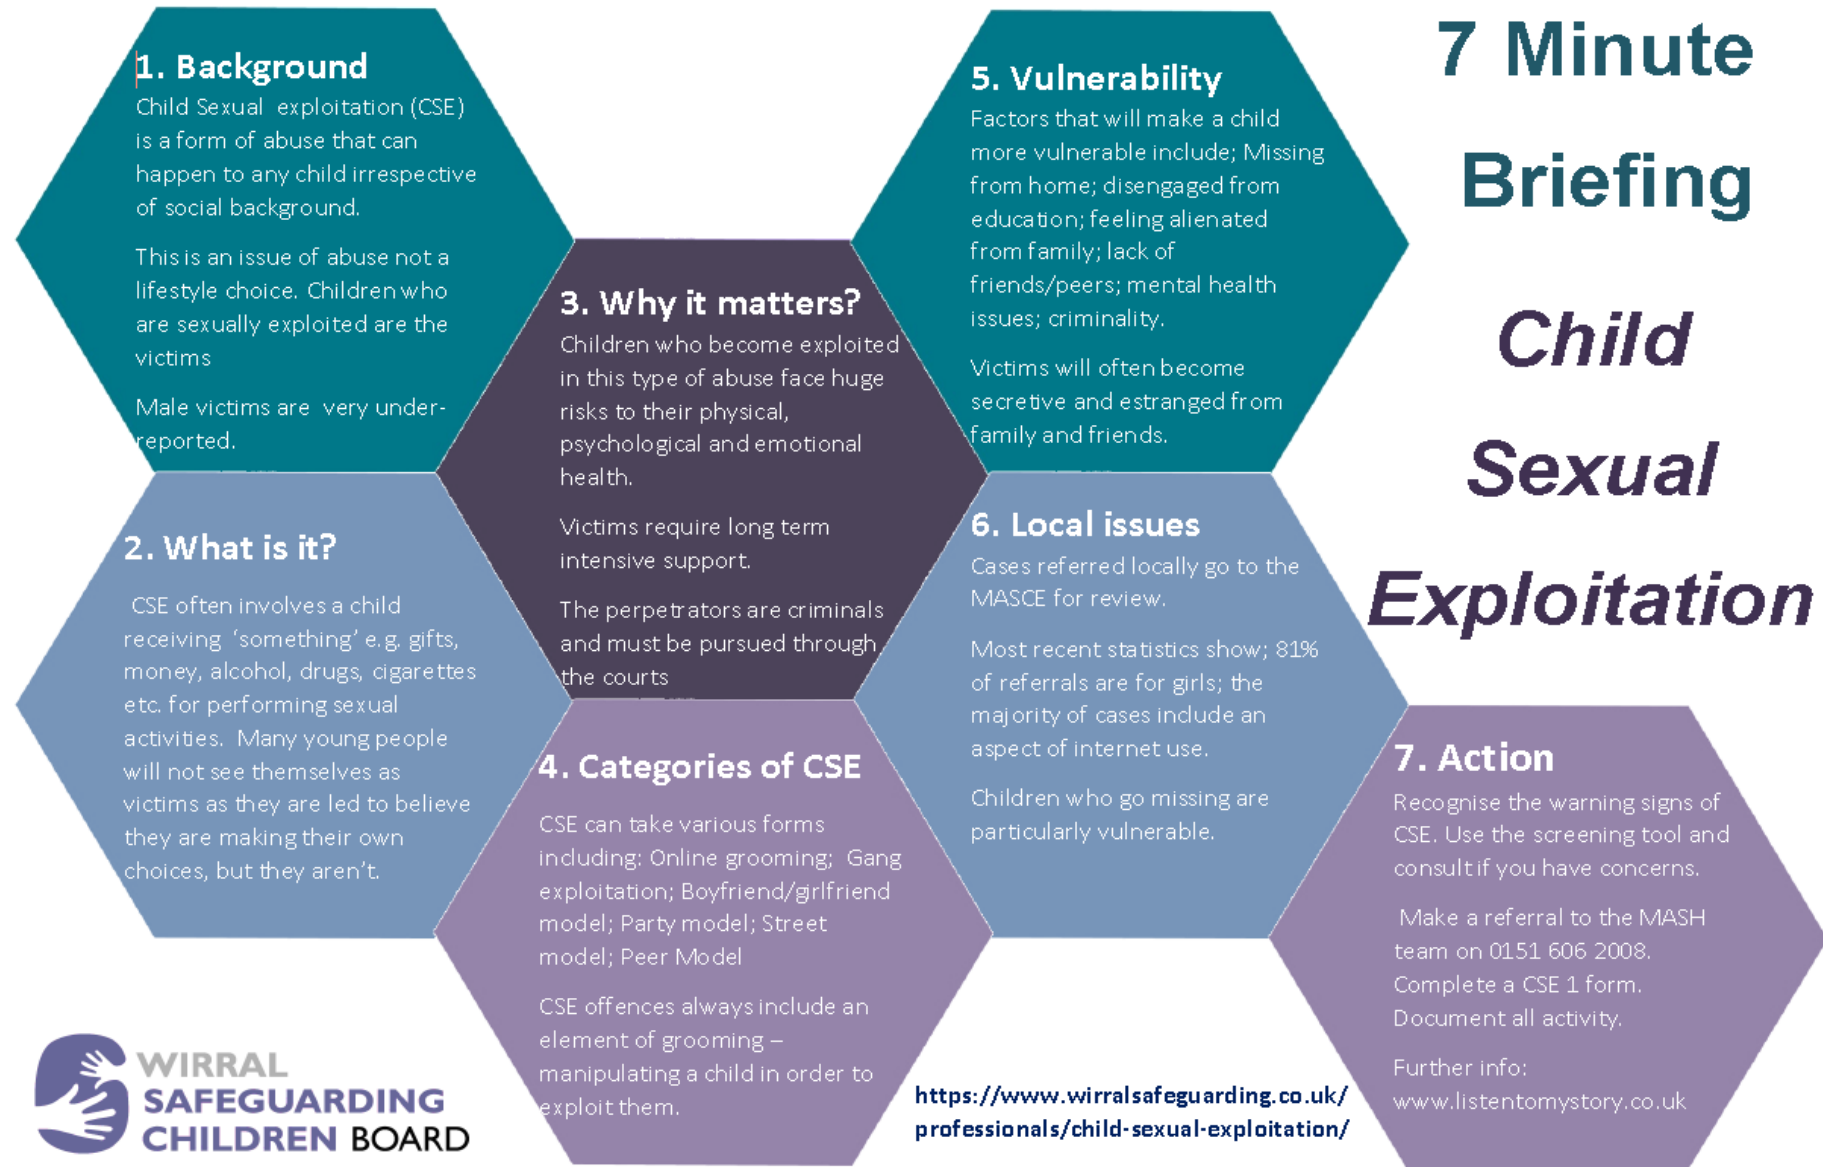 7 Minute
Briefing
Child
Sexual
Exploitation
1. Background
Child Sexual exploitation (CSE)
is a form of abuse that can
happen to any child irrespective
of social background.
This is an issue of abuse not a
lifestyle choice. Children who
are sexually exploited are the
victims
Male victims are very under-
reported.
2. What is it?
CSE often involves a child
receiving ‘something’ e.g. gifts,
money, alcohol, drugs, cigarettes
etc. for performing sexual
activities. Many young people
will not see themselves as
victims as they are led to believe
they are making their own
choices, but they aren’t.
3. Why it matters?
Children who become exploited
in this type of abuse face huge
risks to their physical,
psychological and emotional
health.
Victims require long term
intensive support.
The perpetrators are criminals
and must be pursued through
the courts
4. Categories of CSE
CSE can take various forms
including: Online grooming; Gang
exploitation; Boyfriend/girlfriend
model; Party model; Street
model; Peer Model
CSE offences always include an
element of grooming –
manipulating a child in order to
exploit them.
5. Vulnerability
Factors that will make a child
more vulnerable include; Missing
from home; disengaged from
education; feeling alienated
from family; lack of
friends/peers; mental health
issues; criminality.
Victims will often become
secretive and estranged from
family and friends.
6. Local issues
Cases referred locally go to the
MASCE for review.
Most recent statistics show; 81%
of referrals are for girls; the
majority of cases include an
aspect of internet use.
Children who go missing are
particularly vulnerable.
7. Action
Recognise the warning signs of
CSE. Use the screening tool and
consult if you have concerns.
Make a referral to the MASH
team on 0151 606 2008.
Complete a CSE 1 form.
Document all activity.
Further info:
www.listentomystory.co.uk
WIRRAL
SAFEGUARDING
CHILDREN BOARD
https://www.wirralsafeguarding.co.uk/
professionals/child-sexual-exploitation/